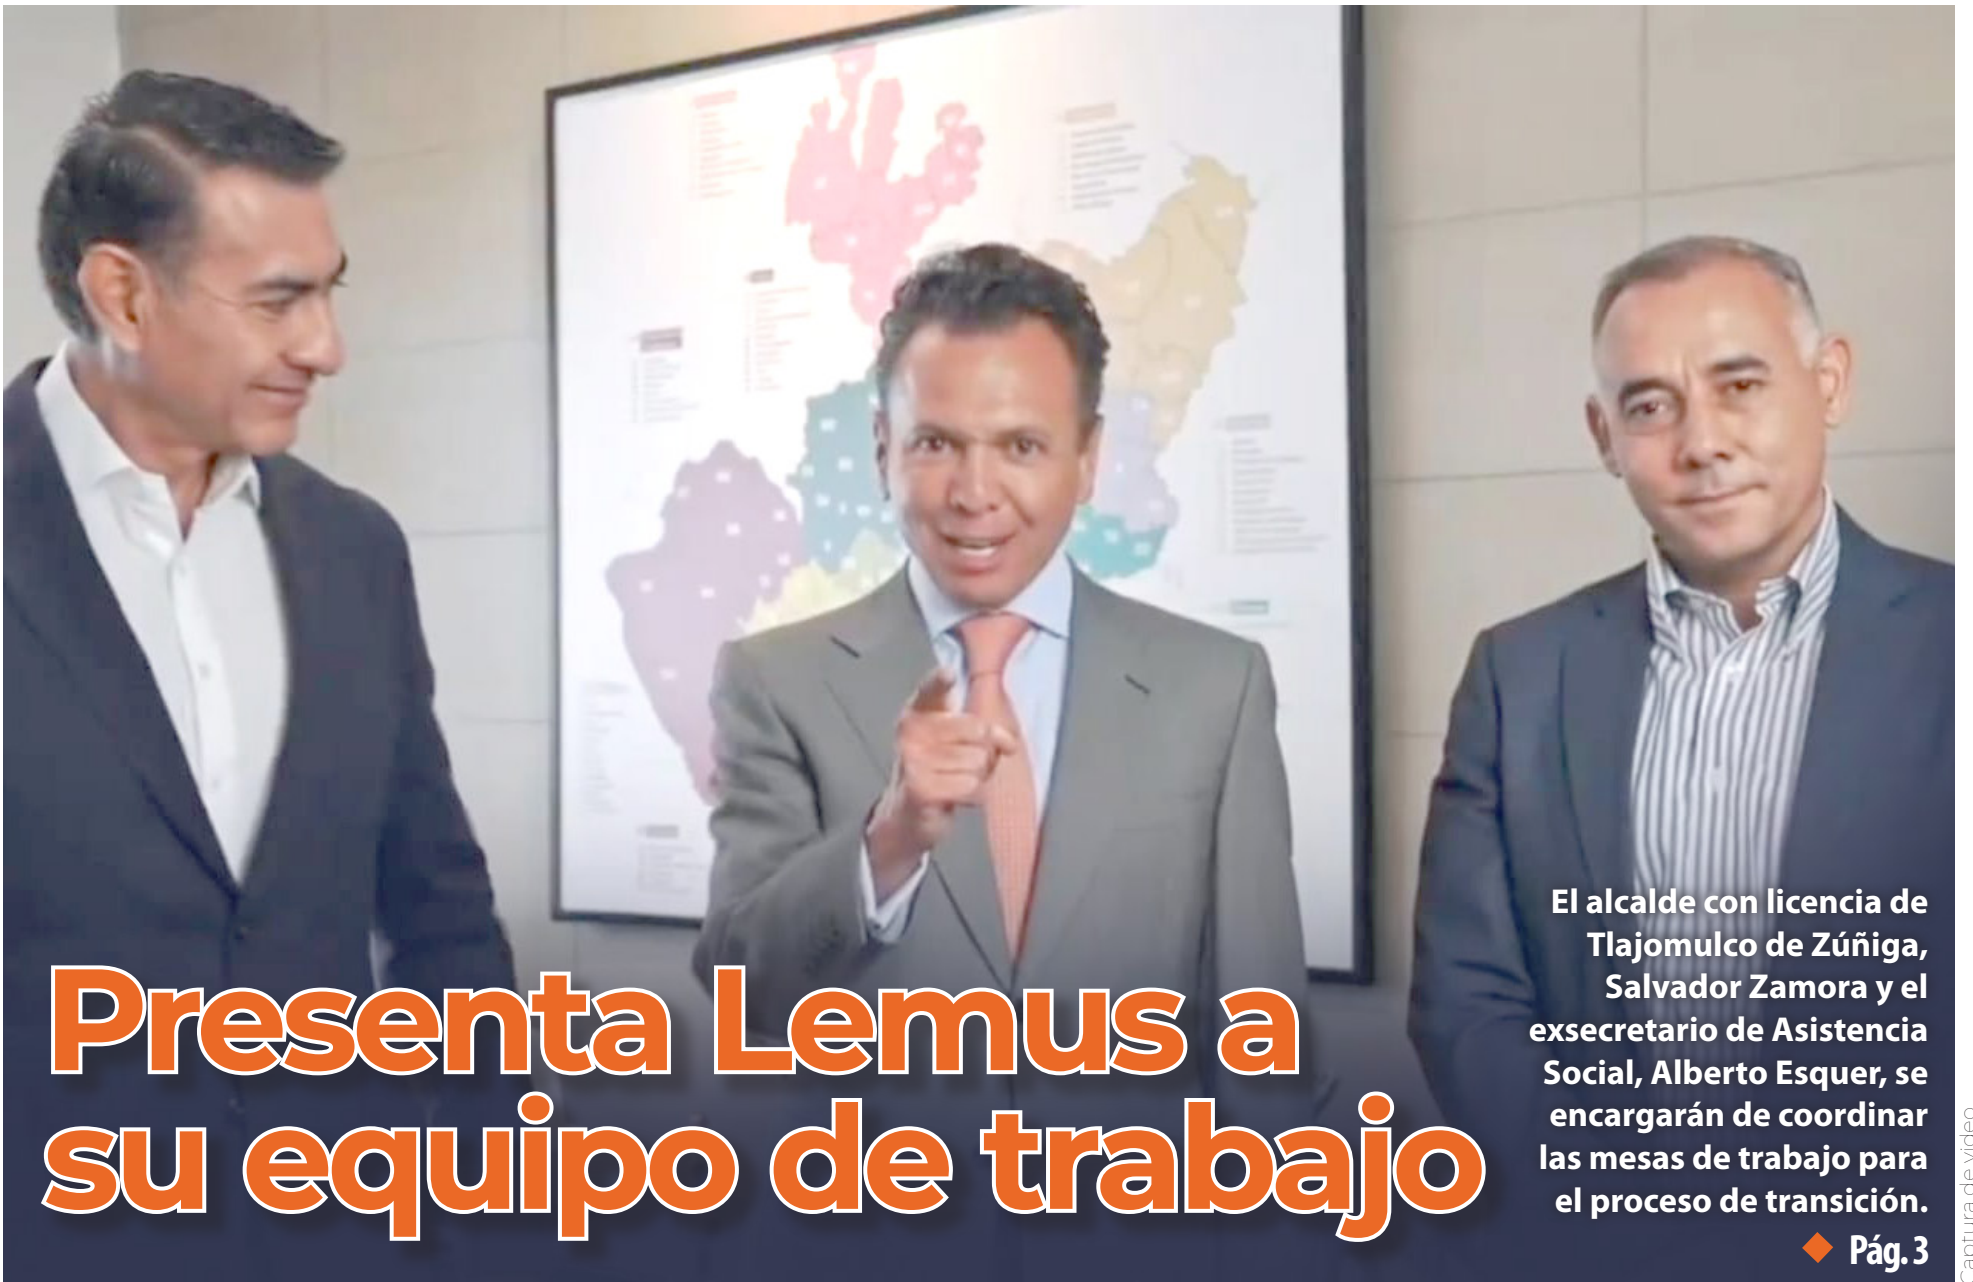 Presenta Lemus a
su equipo de trabajo
El alcalde con licencia de
Tlajomulco de Zúñiga,
Salvador Zamora y el
exsecretario de Asistencia
Social, Alberto Esquer, se
encargarán de coordinar
las mesas de trabajo para
el proceso de transición.
Pág. 3
Captura de video